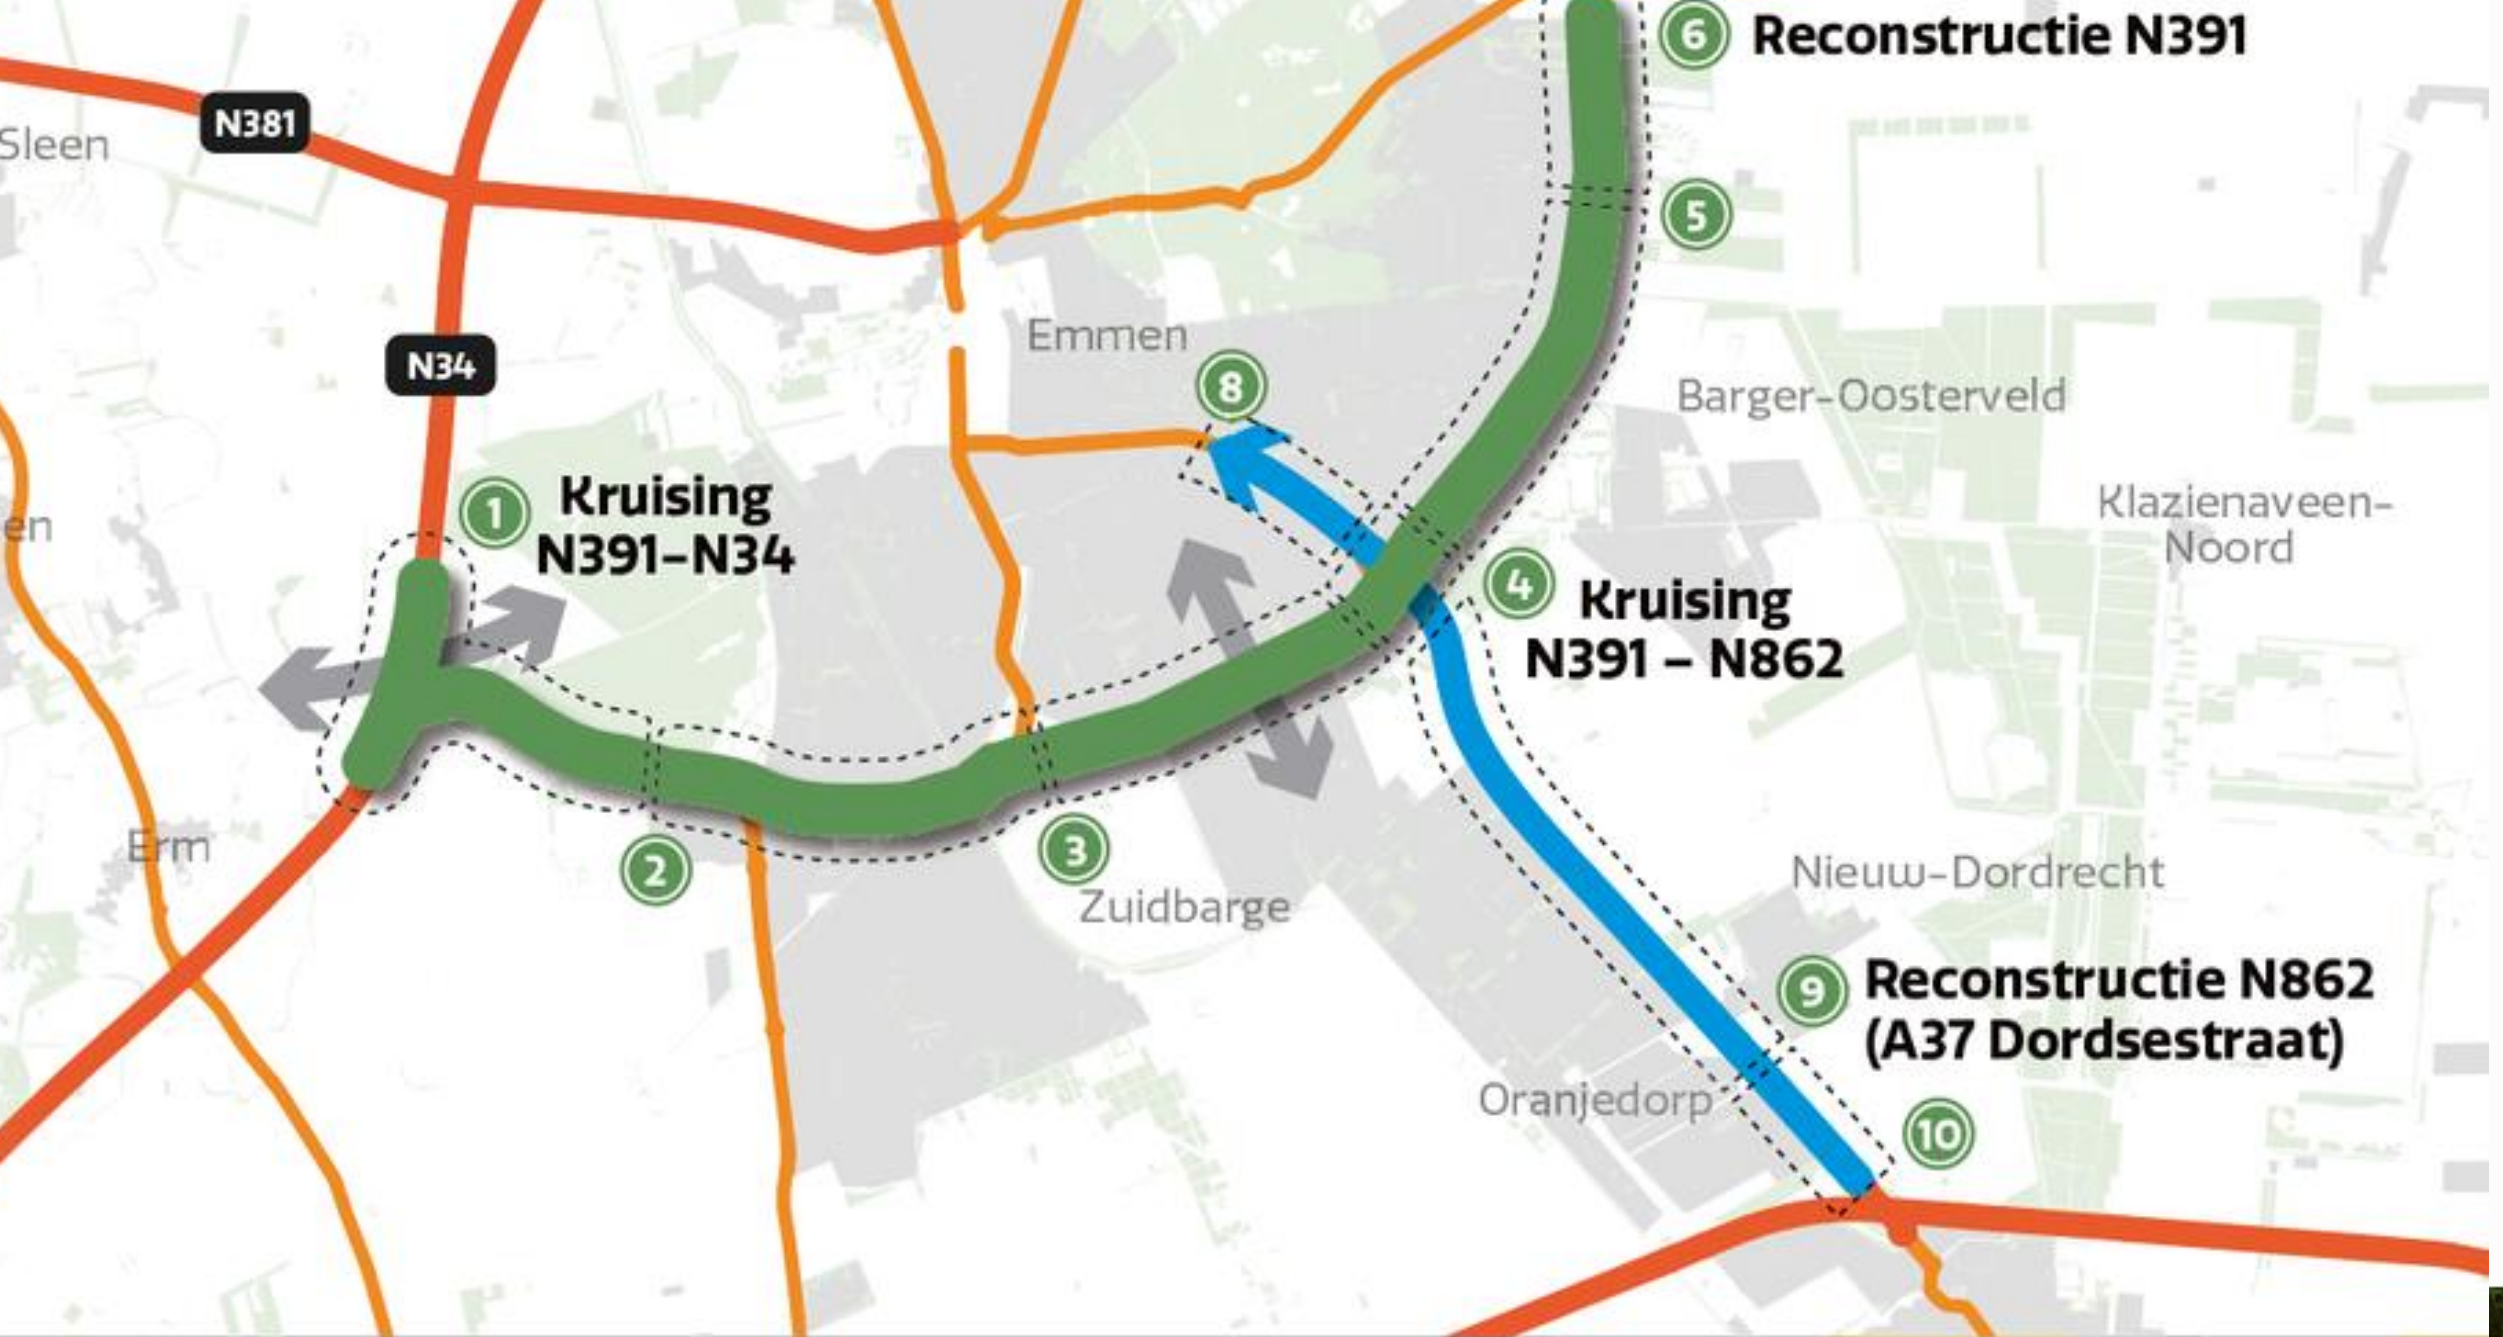 6 Reconstructie N391
N381
Sleen
5
Emmen
N34
8
Barger-Oosterveld
1 Kruising
N391-N34
Klazienaveen-
Noord
en
4 Kruising
N391 – N862
Erm
2
3
Zuidbarge
Nieuw-Dordrecht
9 Reconstructie N862
(A37 Dordsestraat)
Oranjedorp
10